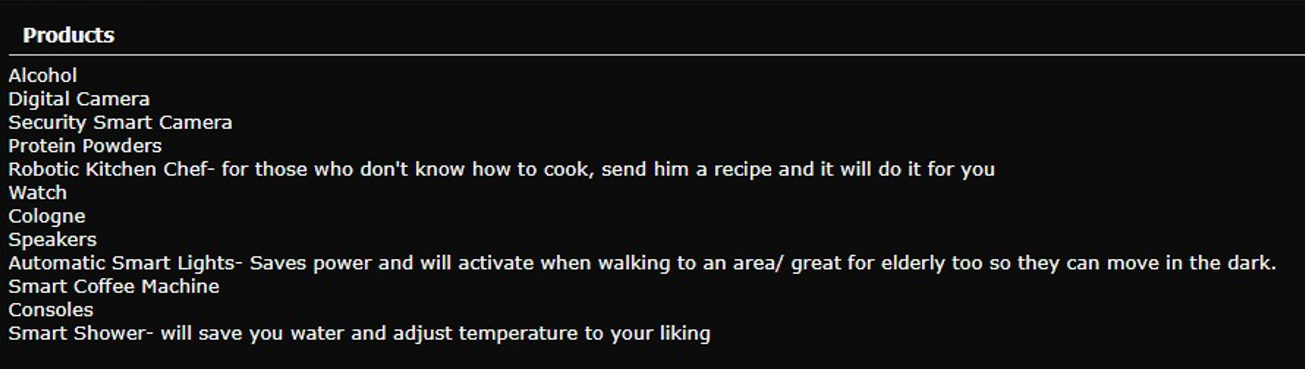 Products
Alcohol
Digital Camera
Security Smart Camera
Protein Powders
Robotic Kitchen Chef- for those who don't know how to cook, send him a recipe and it will do it for you
Watch
Cologne
Speakers
Automatic Smart Lights- Saves power and will activate when walking to an area/ great for elderly too so they can move in the dark.
Smart Coffee Machine
Consoles
Smart Shower- will save you water and adjust temperature to your liking